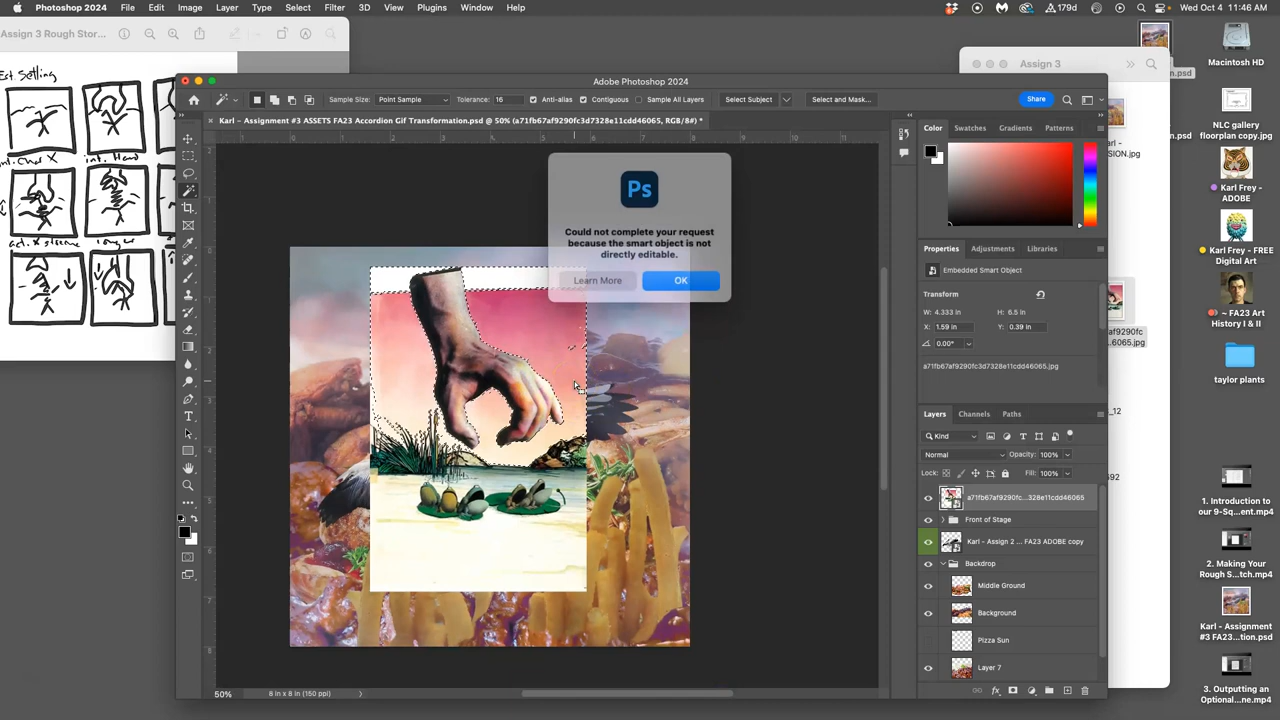 Photoshop 2024 File Edit Image Layer Type Select Filter 3D View Plugins Window Help 179d Wed Oct 4 11:46 AM
Assign 3 Rough Stor...
Adobe Photoshop 2024
Assign 3
Sample Size: Point Sample Tolerance: 16 Anti-alias Contiguous Sample All Layers Select Subject Select and Mask... Share
Karl – Assignment #3 ASSETS FA23 Accordion Gif Transformation.psd @ 50% (a71fb67af9290fc3d7328e11cdd46065, RGB/8#) *
Ps
Could not complete your request
because the smart object is not
directly editable.
Learn More OK
Color Swatches Gradients Patterns
Properties Adjustments Libraries
Embedded Smart Object
Transform
W: 4.333 in H: 6.5 in
X: 1.59 in Y: 0.39 in
0.00°
a71fb67af9290fc3d7328e11cdd46065.jpg
Layers Channels Paths
Kind
Normal Opacity: 100%
Lock: Fill: 100%
a71fb67af9290fc...328e11cdd46065
Front of Stage
Karl - Assign 2 ... FA23 ADOBE copy
Backdrop
Middle Ground
Background
Pizza Sun
Layer 7
50% 8 in x 8 in (150 ppi)
n.psd
Macintosh HD
NLC gallery
floorplan copy.jpg
Karl Frey -
ADOBE
Karl Frey - FREE
Digital Art
~ FA23 Art
History I & II
taylor plants
1. Introduction to
our 9-Sq...ent.mp4
2. Making Your
Rough S...tch.mp4
Karl - Assignment
#3 FA23...tion.psd
3. Outputting an
Optional...ne.mp4